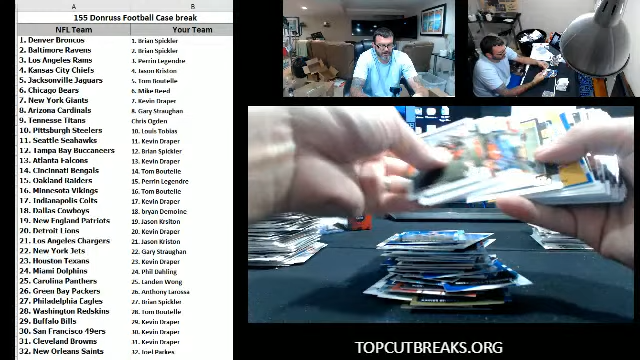 A B
155 Donruss Football Case break
NFL Team Your Team
1. Denver Broncos 1. Brian Spickler
2. Baltimore Ravens 2. Brian Spickler
3. Los Angeles Rams 3. Perrin Legendre
4. Kansas City Chiefs 4. Jason Kriston
5. Jacksonville Jaguars 5. Tom Boutelle
6. Chicago Bears 6. Mike Reed
7. New York Giants 7. Kevin Draper
8. Arizona Cardinals 8. Gary Straughan
9. Tennesse Titans Chris Ogden
10. Pittsburgh Steelers 10. Louis Tobias
11. Seattle Seahawks 11. Kevin Draper
12. Tampa Bay Buccaneers 12. Brian Spickler
13. Atlanta Falcons 13. Kevin Draper
14. Cincinnati Bengals 14. Tom Boutelle
15. Oakland Raiders 15. Perrin Legendre
16. Minnesota Vikings 16. Tom Boutelle
17. Indianapolis Colts 17. Kevin Draper
18. Dallas Cowboys 18. bryan Demoine
19. New England Patriots 19. Jason Krsiton
20. Detroit Lions 20. Kevin Draper
21. Los Angeles Chargers 21. Jason Kriston
22. New York Jets 22. Gary Straughan
23. Houston Texans 23. Kevin Draper
24. Miami Dolphins 24. Phil Dahling
25. Carolina Panthers 25. Landen Wong
26. Green Bay Packers 26. Anthony Larossa
27. Philadelphia Eagles 27. Brian Spickler
28. Washington Redskins 28. Tom Boutelle
29. Buffalo Bills 29. Kevin Draper
30. San Francisco 49ers 30. Kevin Draper
31. Cleveland Browns 31. Kevin Draper
32. New Orleans Saints 32. Joel Parkes
TOPCUTBREAKS.ORG